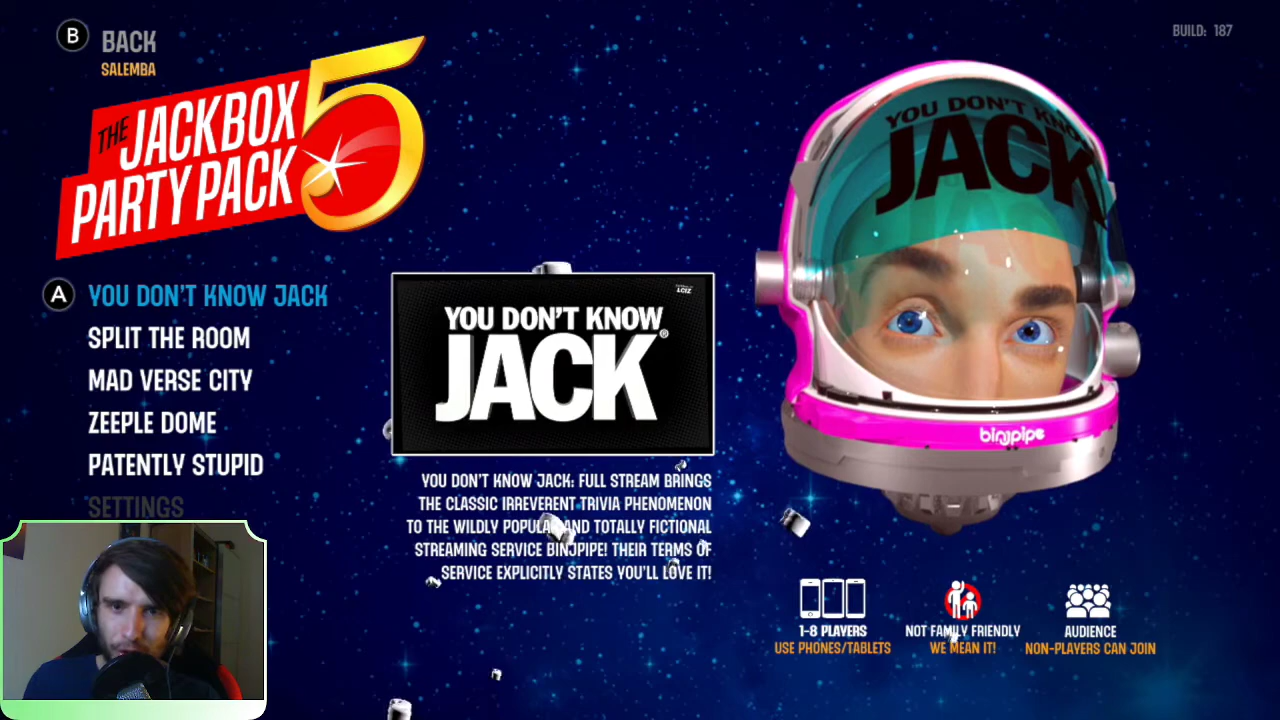 B BACK
SALEMBA
BUILD: 187
THE JACKBOX
PARTY PACK 5
A YOU DON'T KNOW JACK
SPLIT THE ROOM
MAD VERSE CITY
ZEEPLE DOME
PATENTLY STUPID
SETTINGS
YOU DON'T KNOW
JACK®
YOU DON'T KNOW JACK: FULL STREAM BRINGS
THE CLASSIC IRREVERENT TRIVIA PHENOMENON
TO THE WILDLY POPULAR AND TOTALLY FICTIONAL
STREAMING SERVICE BINJPIPE! THEIR TERMS OF
SERVICE EXPLICITLY STATES YOU'LL LOVE IT!
YOU DON'T KNOW
JACK
binjpipe
1-8 PLAYERS
USE PHONES/TABLETS
NOT FAMILY FRIENDLY
WE MEAN IT!
AUDIENCE
NON-PLAYERS CAN JOIN